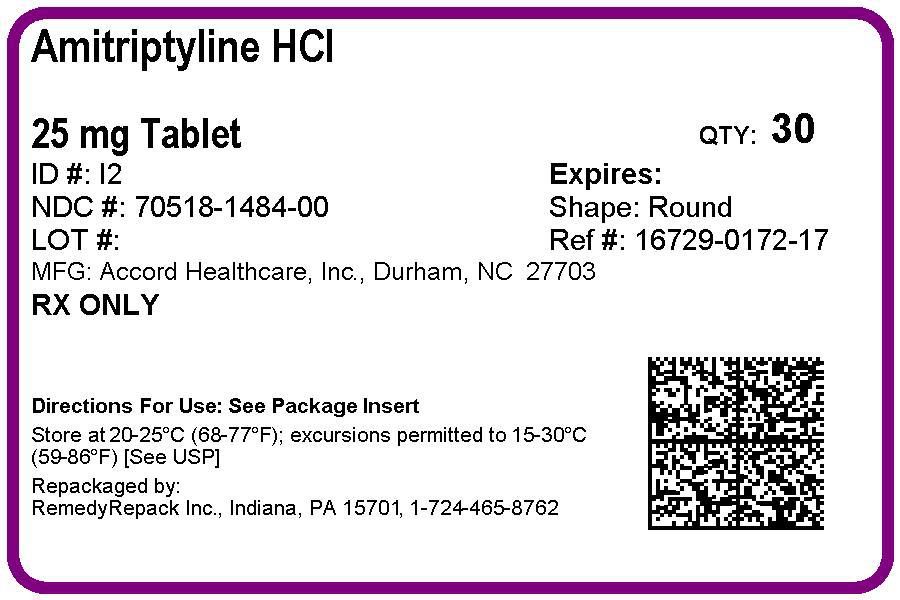 Amitriptyline HCl
25 mg Tablet
QTY: 30
ID #: I2
Expires:
NDC #: 70518-1484-00
Shape: Round
LOT #:
Ref #: 16729-0172-17
MFG: Accord Healthcare, Inc., Durham, NC 27703
RX ONLY
Directions For Use: See Package Insert
Store at 20-25°C (68-77°F); excursions permitted to 15-30°C
(59-86°F) [See USP]
Repackaged by:
RemedyRepack Inc., Indiana, PA 15701, 1-724-465-8762